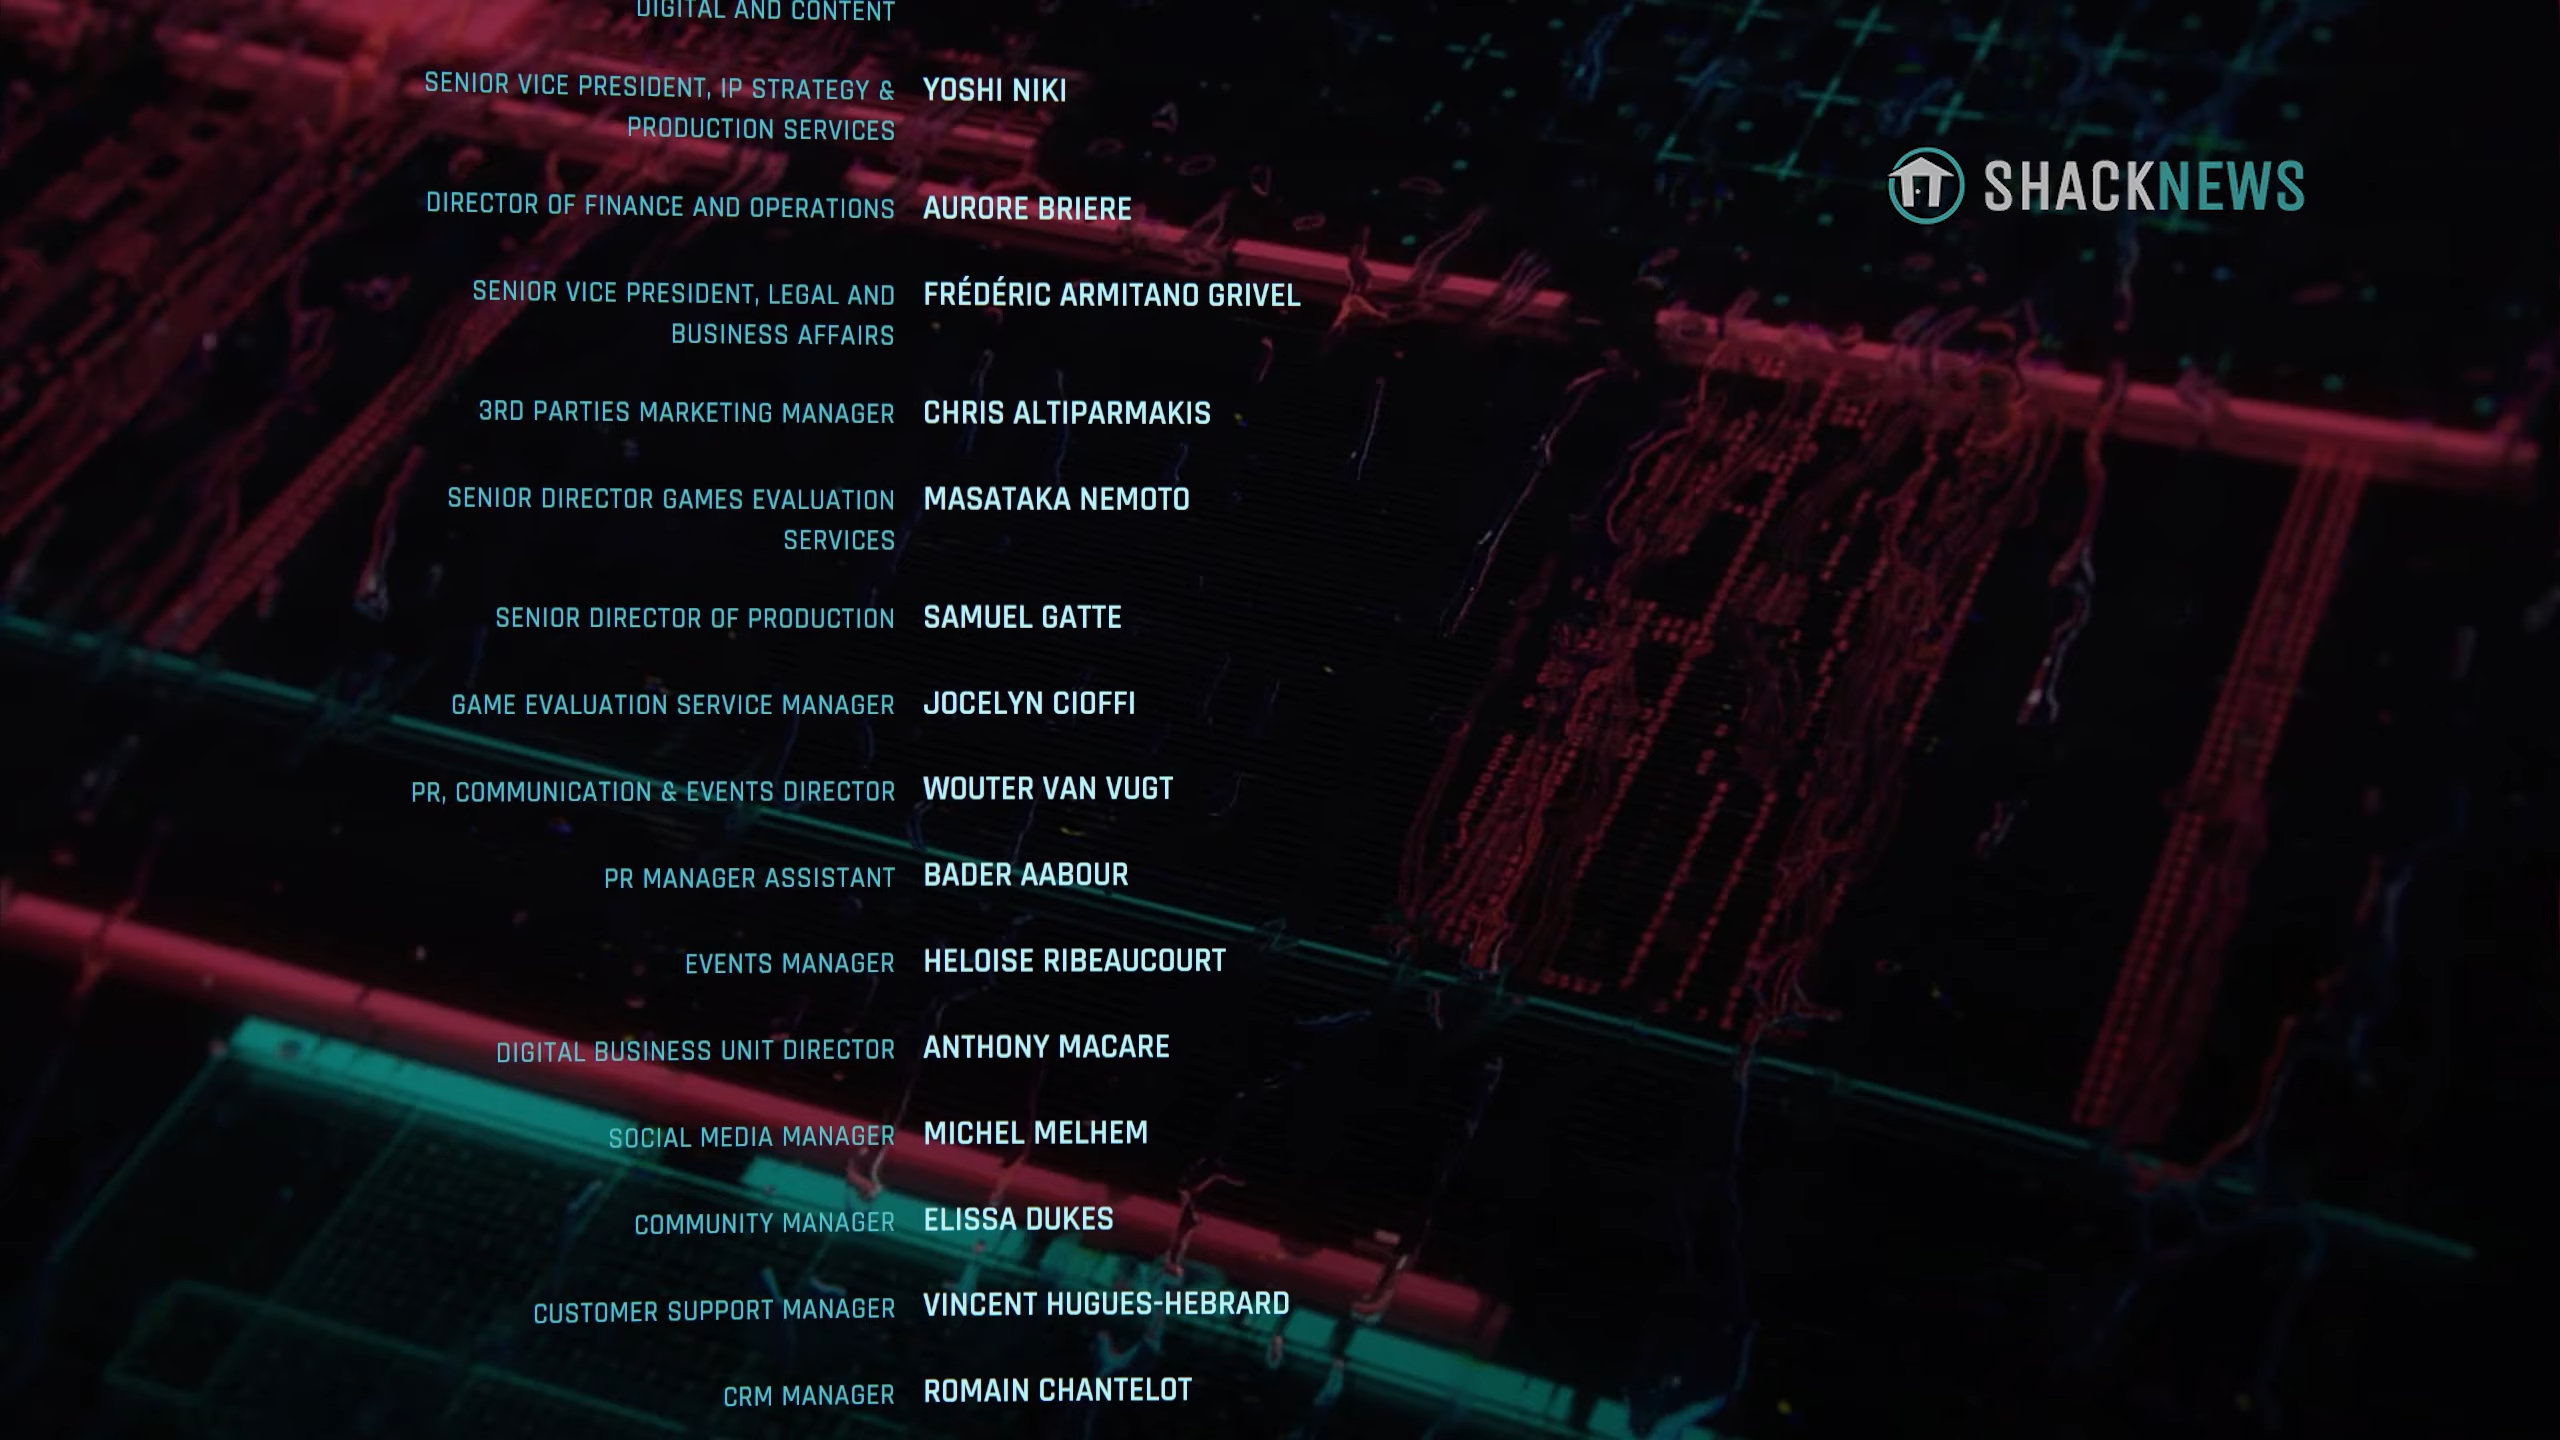 DIGITAL AND CONTENT
SENIOR VICE PRESIDENT, IP STRATEGY & YOSHI NIKI
PRODUCTION SERVICES
SHACKNEWS
DIRECTOR OF FINANCE AND OPERATIONS AURORE BRIERE
SENIOR VICE PRESIDENT, LEGAL AND FRÉDÉRIC ARMITANO GRIVEL
BUSINESS AFFAIRS
3RD PARTIES MARKETING MANAGER CHRIS ALTIPARMAKIS
SENIOR DIRECTOR GAMES EVALUATION MASATAKA NEMOTO
SERVICES
SENIOR DIRECTOR OF PRODUCTION SAMUEL GATTE
GAME EVALUATION SERVICE MANAGER JOCELYN CIOFFI
PR, COMMUNICATION & EVENTS DIRECTOR WOUTER VAN VUGT
PR MANAGER ASSISTANT BADER AABOUR
EVENTS MANAGER HELOISE RIBEAUCOURT
DIGITAL BUSINESS UNIT DIRECTOR ANTHONY MACARE
SOCIAL MEDIA MANAGER MICHEL MELHEM
COMMUNITY MANAGER ELISSA DUKES
CUSTOMER SUPPORT MANAGER VINCENT HUGUES-HEBRARD
CRM MANAGER ROMAIN CHANTELOT